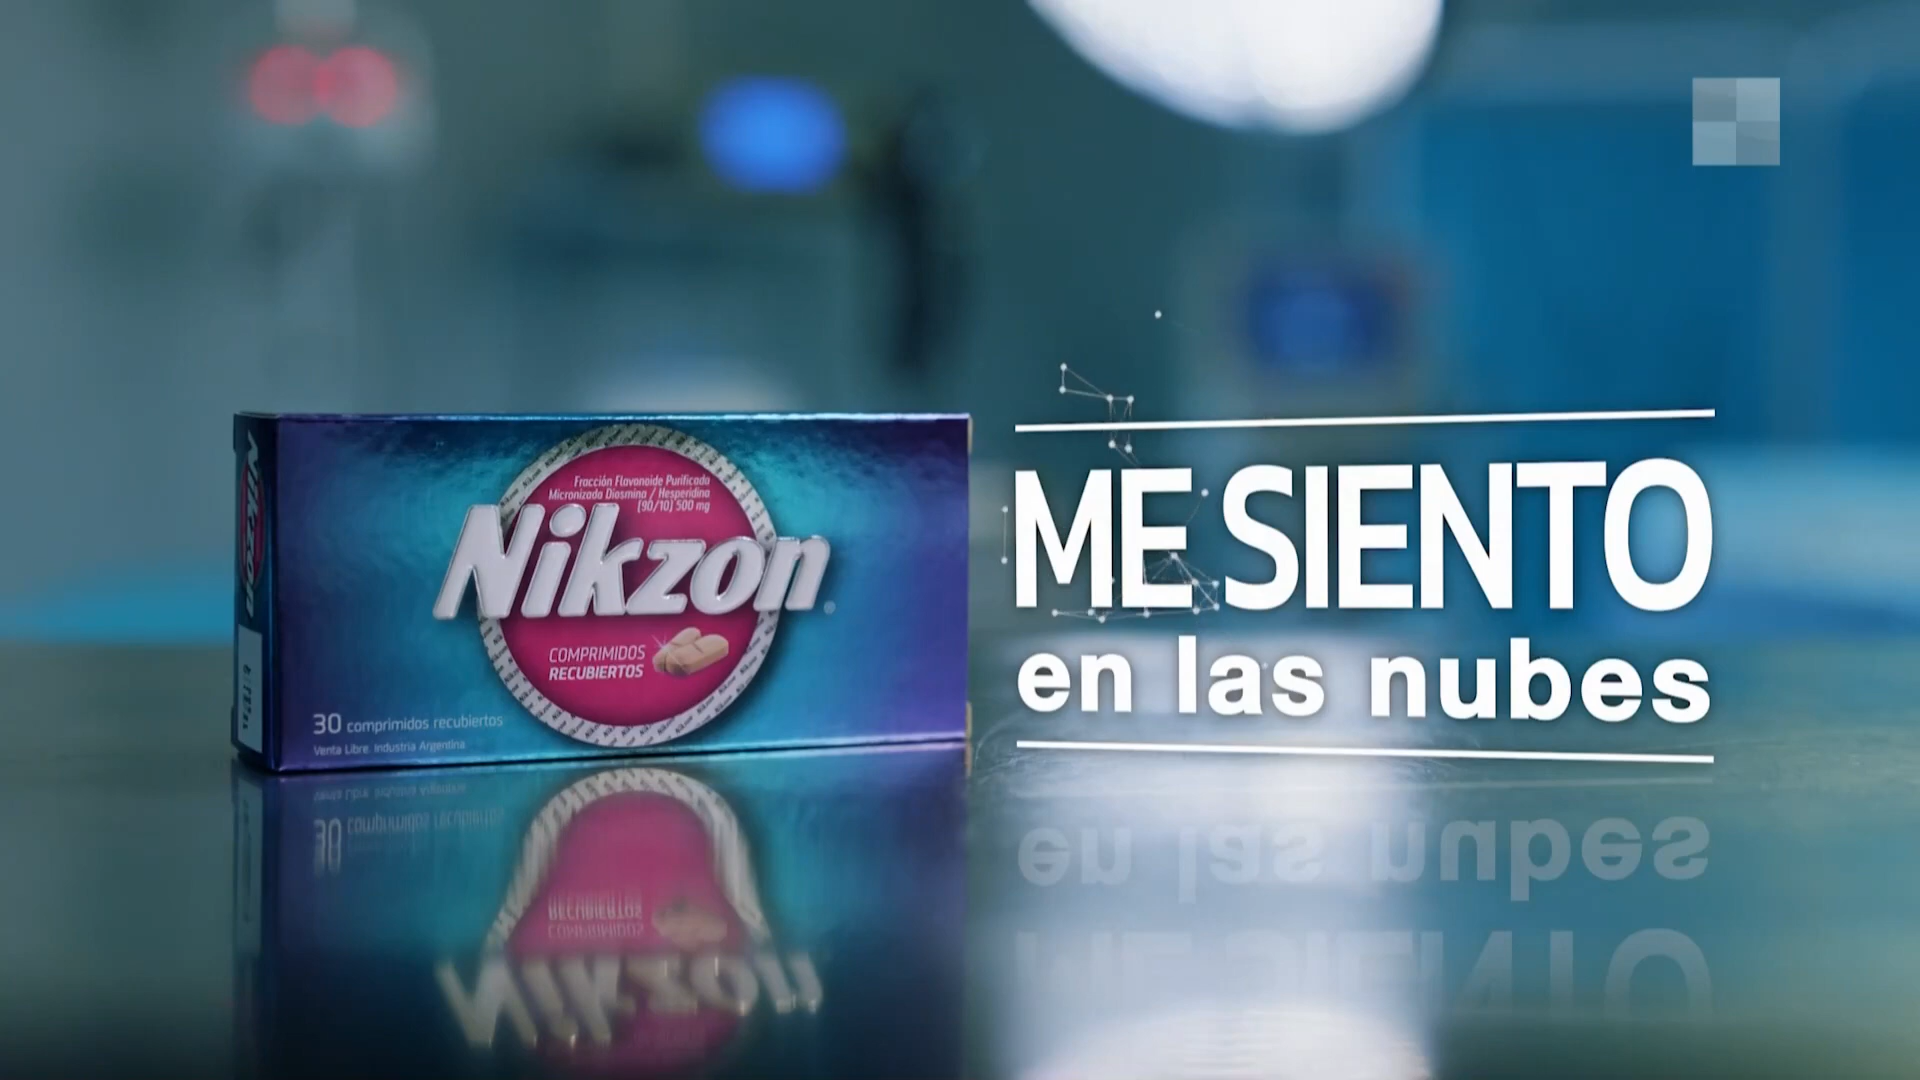 Fracción Flavonoide Purificada
Micronizada Diosmina / Hesperidina
(90/10) 500 mg
Nikzon
COMPRIMIDOS
RECUBIERTOS
30 comprimidos recubiertos
Venta Libre. Industria Argentina
Nikzon
ME SIENTO
en las nubes